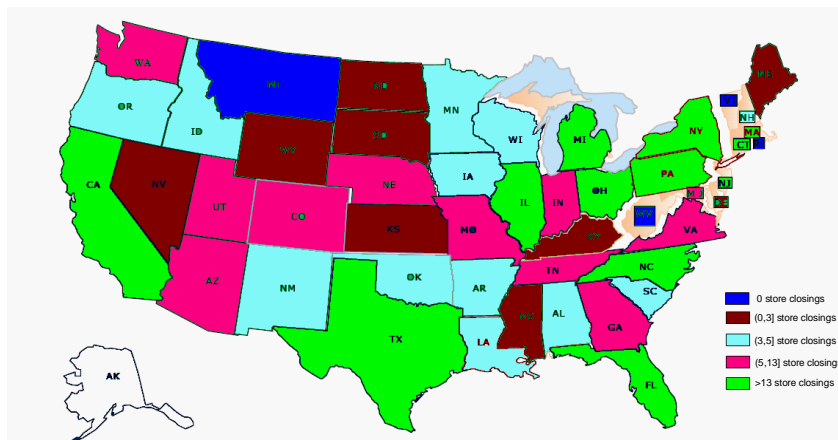 WA
OR
ID
MT
ND
SD
MN
WI
MI
ME
V
NH
MA
CT
R
NY
PA
NJ
M
DE
WV
VA
NC
SC
GA
FL
AL
TN
KY
OH
IN
IL
IA
MO
AR
LA
NE
KS
OK
TX
WY
CO
NM
UT
AZ
NV
CA
AK
0 store closings
(0,3] store closings
(3,5] store closings
(5,13] store closing
>13 store closings